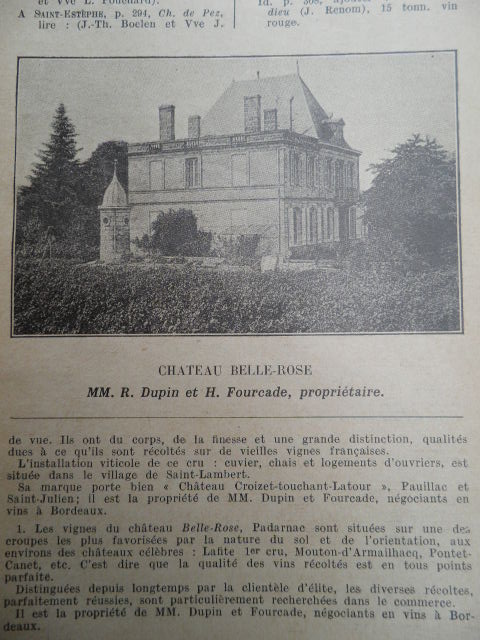 et Vve L. Fouchard).
A SAINT-ESTÈPHE, p. 294, Ch. de Pez,
lire : (J.-Th. Boelen et Vve J.
Id. p. 308, ajouter
dieu (J. Renom), 15 tonn. vin
rouge.
CHATEAU BELLE-ROSE
MM. R. Dupin et H. Fourcade, propriétaire.
de vue. Ils ont du corps, de la finesse et une grande distinction, qualités
dues à ce qu'ils sont récoltés sur de vieilles vignes françaises.
L'installation viticole de ce cru : cuvier, chais et logements d'ouvriers, est
située dans le village de Saint-Lambert.
Sa marque porte bien « Château Croizet-touchant-Latour », Pauillac et
Saint-Julien; il est la propriété de MM. Dupin et Fourcade, négociants en
vins à Bordeaux.
1. Les vignes du château Belle-Rose, Padarnac sont situées sur une des
croupes les plus favorisées par la nature du sol et de l'orientation, aux
environs des châteaux célèbres : Lafite 1er cru, Mouton-d'Armailhacq, Pontet-
Canet, etc. C'est dire que la qualité des vins récoltés est en tous points
parfaite.
Distinguées depuis longtemps par la clientèle d'élite, les diverses récoltes,
parfaitement réussies, sont particulièrement recherchées dans le commerce.
Il est la propriété de MM. Dupin et Fourcade, négociants en vins à Bor-
deaux.